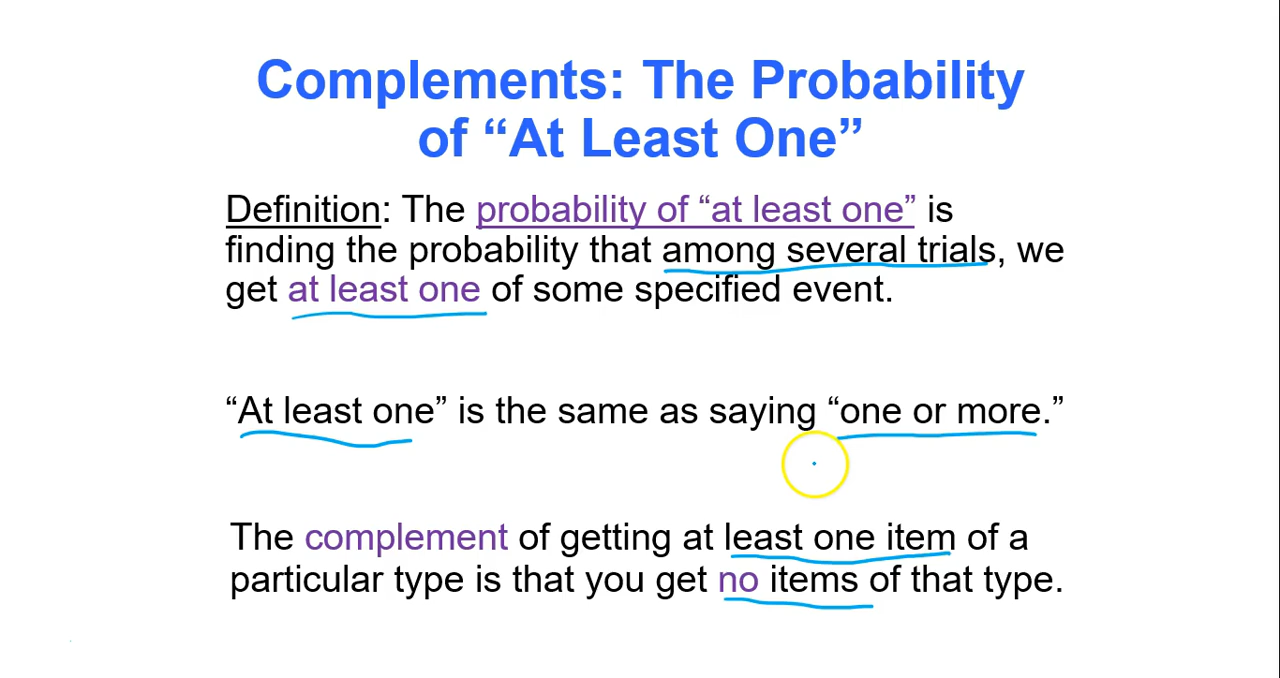 Complements: The Probability
of “At Least One”
Definition: The probability of “at least one” is
finding the probability that among several trials, we
get at least one of some specified event.
“At least one” is the same as saying “one or more.”
The complement of getting at least one item of a
particular type is that you get no items of that type.